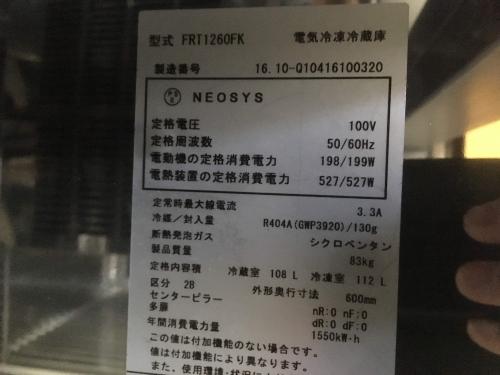 型式 FRT1260FK 電気冷凍冷蔵庫
製造番号 16.10-Q10416100320
PSE NEOSYS
定格電圧 100V
定格周波数 50/60Hz
電動機の定格消費電力 198/199W
電熱装置の定格消費電力 527/527W
定常時最大線電流 3.3A
冷媒/封入量 R404A(GWP3920)/130g
断熱発泡ガス シクロペンタン
製品質量 83kg
定格内容積 冷蔵室 108 L 冷凍室 112 L
区分 2B 外形奥行寸法 600mm
センターピラー nR:0 nF:0
多扉 dR:0 dF:0
年間消費電力量 1550kW·h
この値は付加機能のない場合です。
値は付加機能により異なります。
また、使用環境・状況に